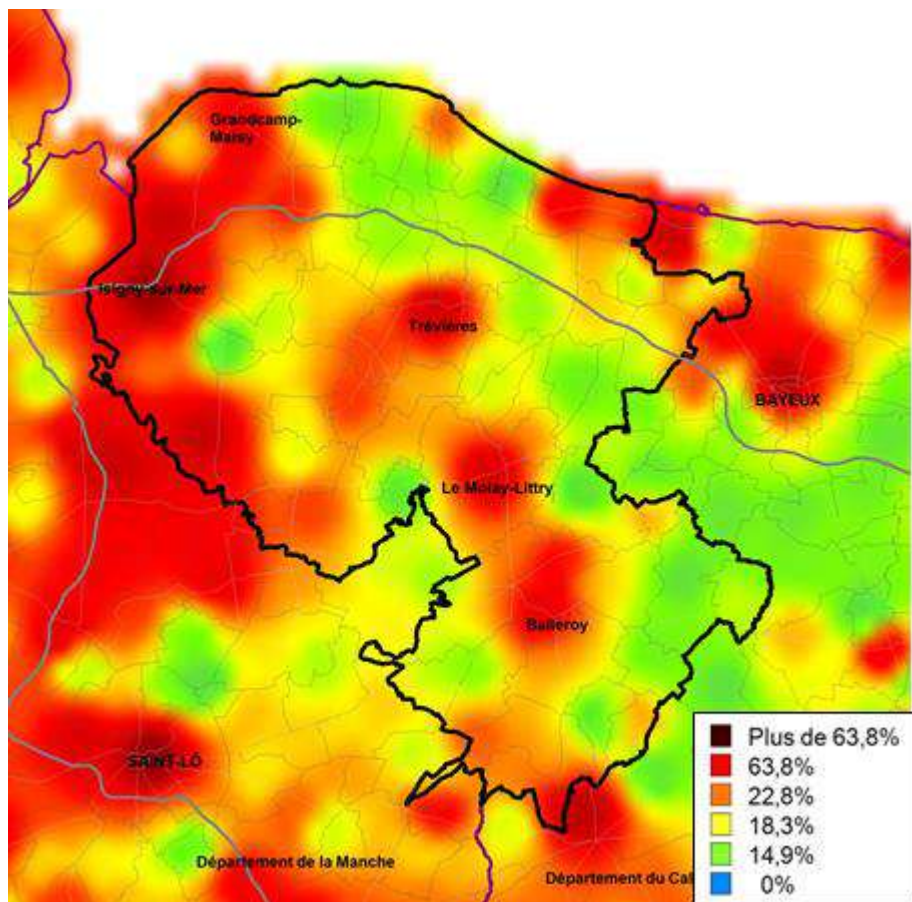 Grandcamp-
Maisy
Isigny-sur-Mer
Trévières
BAYEUX
Le Molay-Littry
Balleroy
SAINT-LÔ
Département de la Manche
Département du Cal
Plus de 63,8%
63,8%
22,8%
18,3%
14,9%
0%